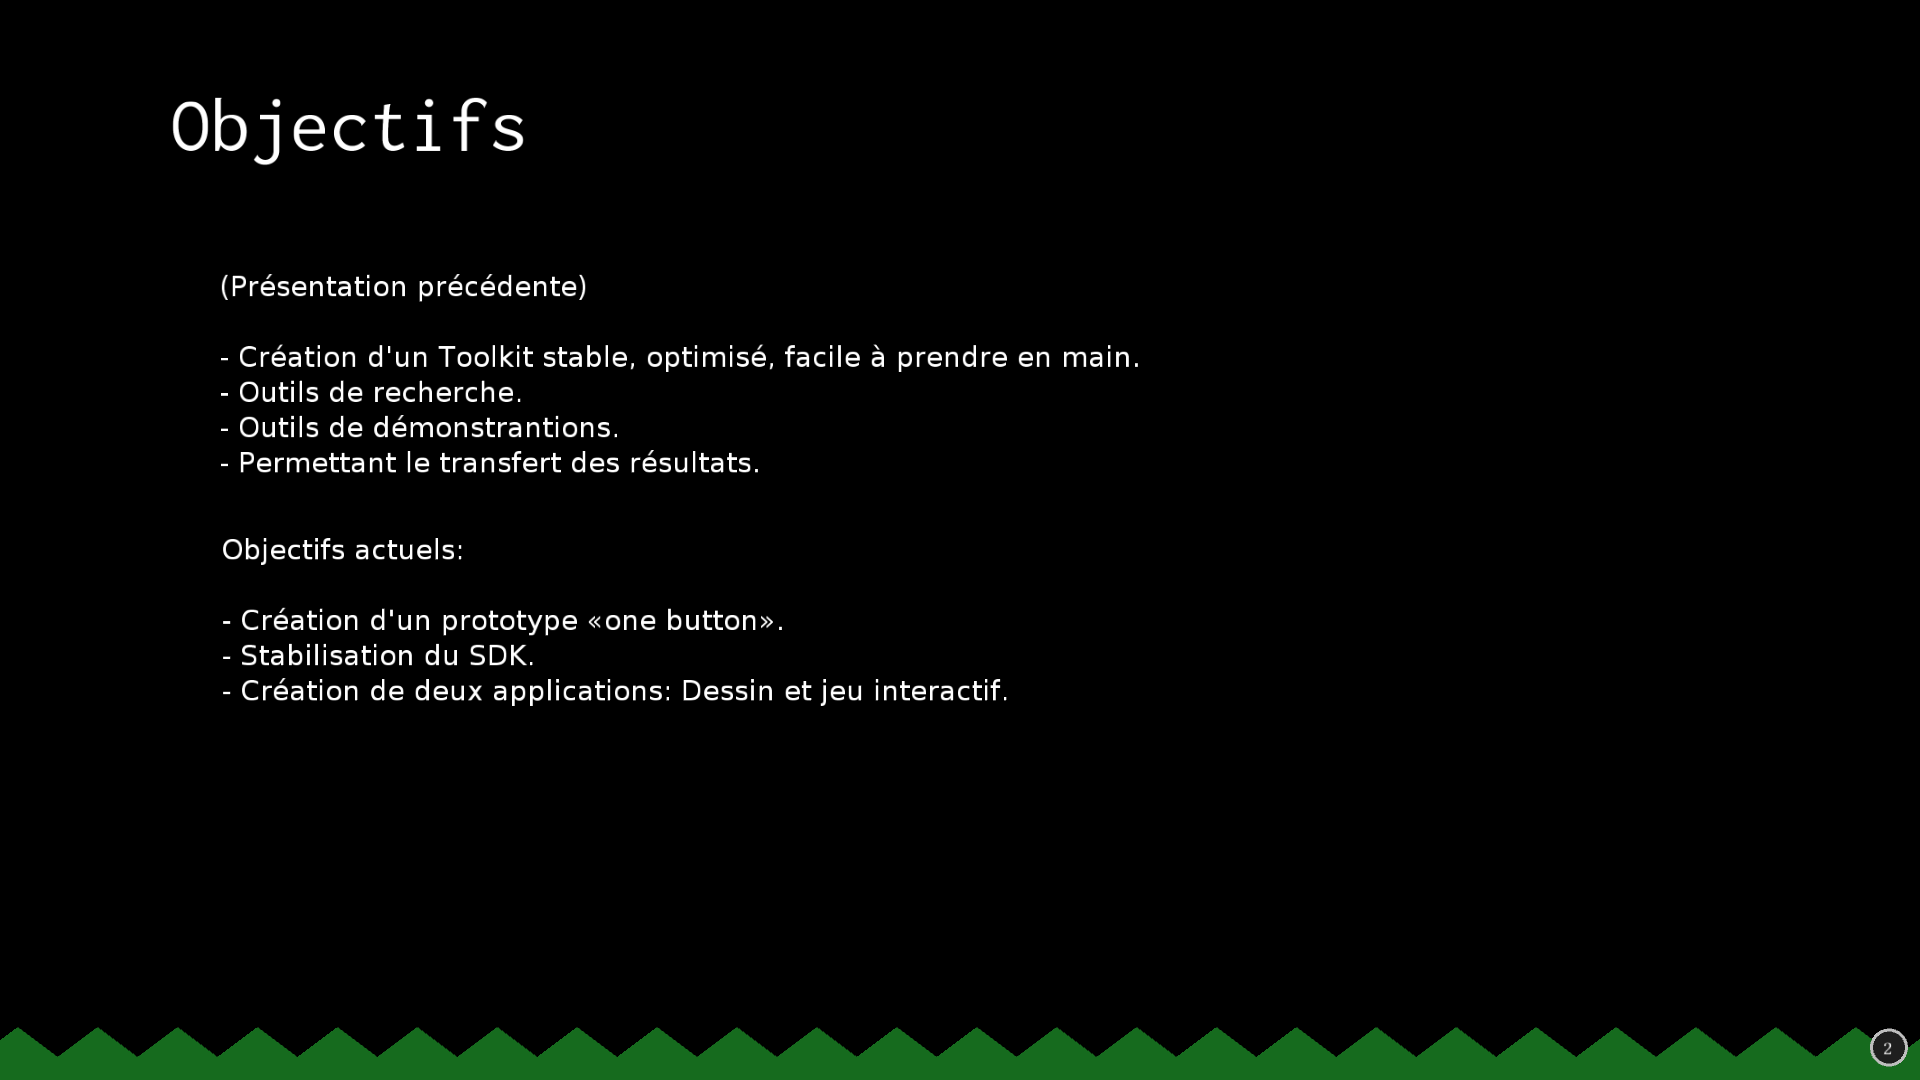 Objectifs
(Présentation précédente)
- Création d'un Toolkit stable, optimisé, facile à prendre en main.
- Outils de recherche.
- Outils de démonstrantions.
- Permettant le transfert des résultats.
Objectifs actuels:
- Création d'un prototype «one button».
- Stabilisation du SDK.
- Création de deux applications: Dessin et jeu interactif.
2